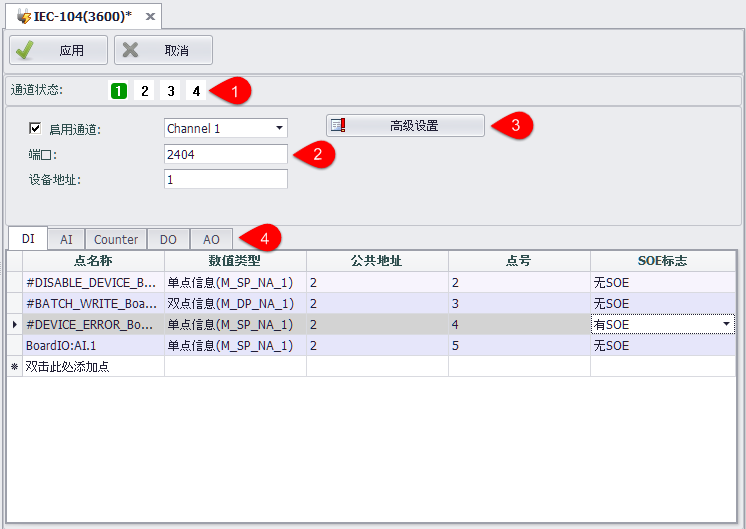 IEC-104(3600)*
应用 取消
通道状态: 1 2 3 4 1
启用通道: Channel 1 高级设置 3
端口: 2404 2
设备地址: 1
DI AI Counter DO AO 4
点名称 数值类型 公共地址 点号 SOE标志
#DISABLE_DEVICE_B... 单点信息(M_SP_NA_1) 2 2 无SOE
#BATCH_WRITE_Boa... 双点信息(M_DP_NA_1) 2 3 无SOE
#DEVICE_ERROR_Bo... 单点信息(M_SP_NA_1) 2 4 有SOE
BoardIO:AI.1 单点信息(M_SP_NA_1) 2 5 无SOE
双击此处添加点